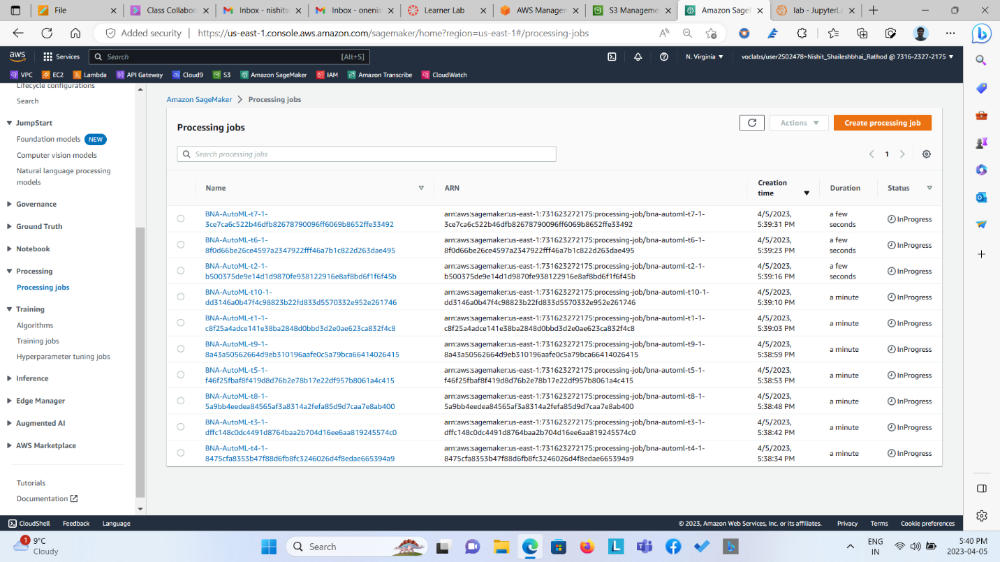 File
Class Collabora
Inbox - nishitse
Inbox - onenis
Learner Lab
AWS Managem
S3 Manageme
Amazon SageM
lab - JupyterLa
Added security
https://us-east-1.console.aws.amazon.com/sagemaker/home?region=us-east-1#/processing-jobs
aws
Services
Search
[Alt+S]
N. Virginia
voclabs/user2502478=Nishit_Shaileshbhai_Rathod @ 7316-2327-2175
VPC
EC2
Lambda
API Gateway
Cloud9
S3
Amazon SageMaker
IAM
Amazon Transcribe
CloudWatch
Lifecycle configurations
Search
JumpStart
Foundation models NEW
Computer vision models
Natural language processing
models
Governance
Ground Truth
Notebook
Processing
Processing jobs
Training
Algorithms
Training jobs
Hyperparameter tuning jobs
Inference
Edge Manager
Augmented AI
AWS Marketplace
Tutorials
Documentation
Amazon SageMaker > Processing jobs
Processing jobs
Actions
Create processing job
Search processing jobs
1
Name
ARN
Creation
time
Duration
Status
BNA-AutoML-t7-1-
3ce7ca6c522b46dfb82678790096ff6069b8652ffe33492
arn:aws:sagemaker:us-east-1:731623272175:processing-job/bna-automl-t7-1-
3ce7ca6c522b46dfb82678790096ff6069b8652ffe33492
4/5/2023,
5:39:31 PM
a few
seconds
InProgress
BNA-AutoML-t6-1-
8f0d66be26ce4597a2347922fff46a7b1c822d263dae495
arn:aws:sagemaker:us-east-1:731623272175:processing-job/bna-automl-t6-1-
8f0d66be26ce4597a2347922fff46a7b1c822d263dae495
4/5/2023,
5:39:23 PM
a few
seconds
InProgress
BNA-AutoML-t2-1-
b500375de9e14d1d9870fe938122916e8af8bd6f1f6f45b
arn:aws:sagemaker:us-east-1:731623272175:processing-job/bna-automl-t2-1-
b500375de9e14d1d9870fe938122916e8af8bd6f1f6f45b
4/5/2023,
5:39:16 PM
a few
seconds
InProgress
BNA-AutoML-t10-1-
dd3146a0b47f4c98823b22fd833d5570332e952e261746
arn:aws:sagemaker:us-east-1:731623272175:processing-job/bna-automl-t10-1-
dd3146a0b47f4c98823b22fd833d5570332e952e261746
4/5/2023,
5:39:10 PM
a minute
InProgress
BNA-AutoML-t1-1-
c8f25a4adce141e38ba2848d0bbd3d2e0ae623ca832f4c8
arn:aws:sagemaker:us-east-1:731623272175:processing-job/bna-automl-t1-1-
c8f25a4adce141e38ba2848d0bbd3d2e0ae623ca832f4c8
4/5/2023,
5:39:03 PM
a minute
InProgress
BNA-AutoML-t9-1-
8a43a50562664d9eb310196aafe0c5a79bca66414026415
arn:aws:sagemaker:us-east-1:731623272175:processing-job/bna-automl-t9-1-
8a43a50562664d9eb310196aafe0c5a79bca66414026415
4/5/2023,
5:38:59 PM
a minute
InProgress
BNA-AutoML-t5-1-
f46f25fbaf8f419d8d76b2e78b17e22df957b8061a4c415
arn:aws:sagemaker:us-east-1:731623272175:processing-job/bna-automl-t5-1-
f46f25fbaf8f419d8d76b2e78b17e22df957b8061a4c415
4/5/2023,
5:38:53 PM
a minute
InProgress
BNA-AutoML-t8-1-
5a9bb4eedea84565af3a8314a2fefa85d9d7caa7e8ab400
arn:aws:sagemaker:us-east-1:731623272175:processing-job/bna-automl-t8-1-
5a9bb4eedea84565af3a8314a2fefa85d9d7caa7e8ab400
4/5/2023,
5:38:48 PM
a minute
InProgress
BNA-AutoML-t3-1-
dffc148c0dc4491d8764baa2b704d16ee6aa819245574c0
arn:aws:sagemaker:us-east-1:731623272175:processing-job/bna-automl-t3-1-
dffc148c0dc4491d8764baa2b704d16ee6aa819245574c0
4/5/2023,
5:38:42 PM
a minute
InProgress
BNA-AutoML-t4-1-
8475cfa8353b47f88d6fb8fc3246026d4f8edae665394a9
arn:aws:sagemaker:us-east-1:731623272175:processing-job/bna-automl-t4-1-
8475cfa8353b47f88d6fb8fc3246026d4f8edae665394a9
4/5/2023,
5:38:34 PM
a minute
InProgress
CloudShell
Feedback
Language
© 2023, Amazon Web Services, Inc. or its affiliates.
Privacy
Terms
Cookie preferences
1
9°C
Cloudy
Search
ENG
IN
5:40 PM
2023-04-05